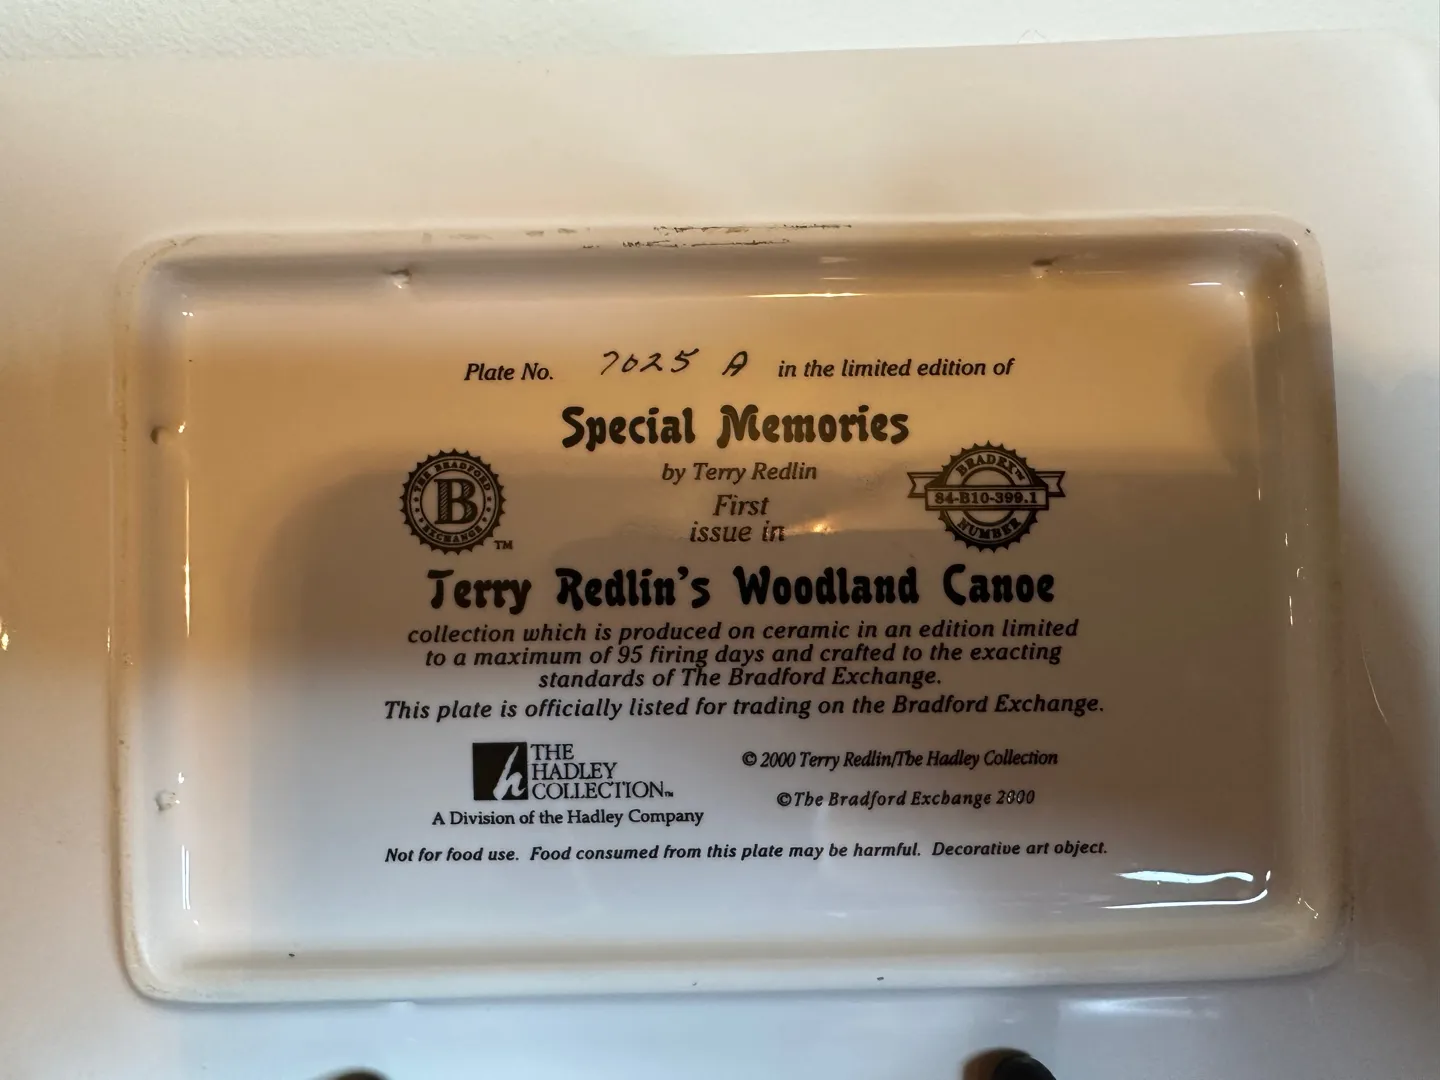 Plate No. 7025 A in the limited edition of
Special Memories
by Terry Redlin
First
issue in
THE BRADFORD
B
EXCHANGE
TM
BRADEX™
84-B10-399.1
NUMBER
Terry Redlin's Woodland Canoe
collection which is produced on ceramic in an edition limited
to a maximum of 95 firing days and crafted to the exacting
standards of The Bradford Exchange.
This plate is officially listed for trading on the Bradford Exchange.
h
THE
HADLEY
COLLECTION™
A Division of the Hadley Company
© 2000 Terry Redlin/The Hadley Collection
©The Bradford Exchange 2000
Not for food use. Food consumed from this plate may be harmful. Decorative art object.